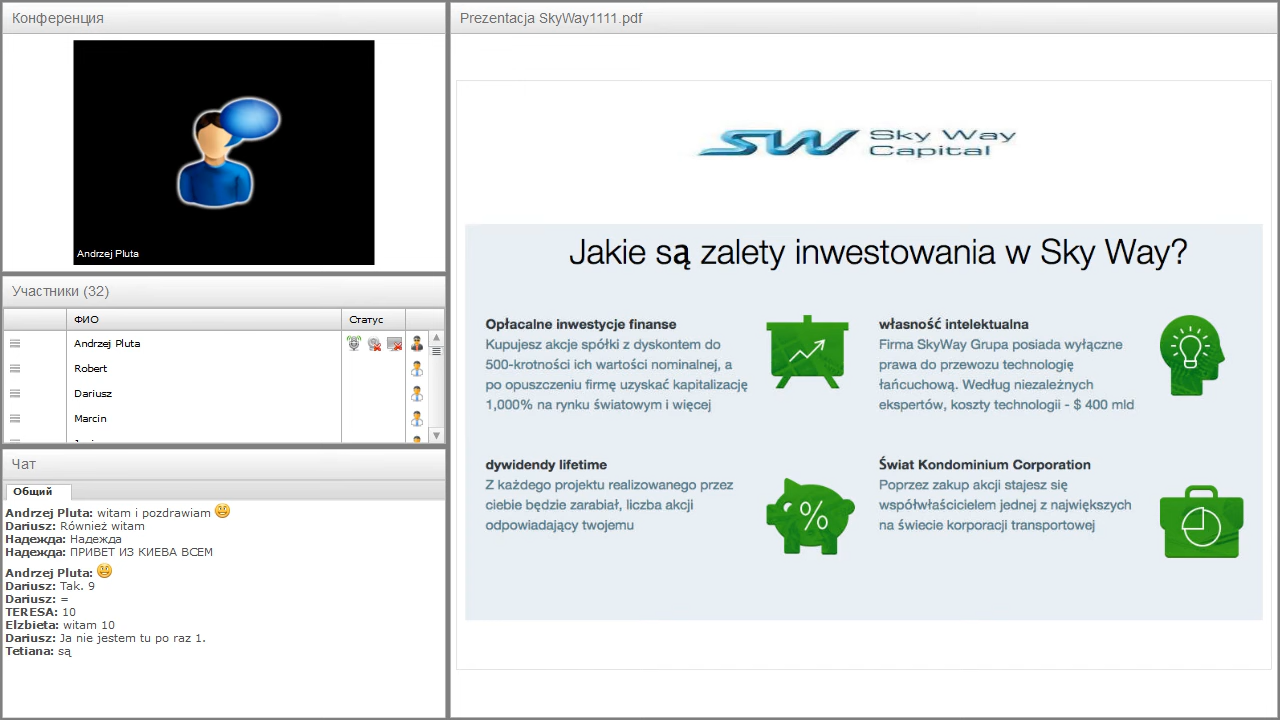 Конференция
Andrzej Pluta
Участники (32)
ФИО
Статус
Andrzej Pluta
Robert
Dariusz
Marcin
Чат
Общий
Andrzej Pluta: witam i pozdrawiam
Dariusz: Również witam
Надежда: Надежда
Надежда: ПРИВЕТ ИЗ КИЕВА ВСЕМ
Andrzej Pluta:
Dariusz: Tak. 9
Dariusz: =
TERESA: 10
Elzbieta: witam 10
Dariusz: Ja nie jestem tu po raz 1.
Tetiana: są
Prezentacja SkyWay1111.pdf
SW
Sky Way
Capital
Jakie są zalety inwestowania w Sky Way?
Opłacalne inwestycje finanse
Kupujesz akcje spółki z dyskontem do
500-krotności ich wartości nominalnej, a
po opuszczeniu firmę uzyskać kapitalizację
1,000% na rynku światowym i więcej
własność intelektualna
Firma SkyWay Grupa posiada wyłączne
prawa do przewozu technologię
łańcuchową. Według niezależnych
ekspertów, koszty technologii - $ 400 mld
dywidendy lifetime
Z każdego projektu realizowanego przez
ciebie będzie zarabiał, liczba akcji
odpowiadający twojemu
%
Świat Kondominium Corporation
Poprzez zakup akcji stajesz się
współwłaścicielem jednej z największych
na świecie korporacji transportowej